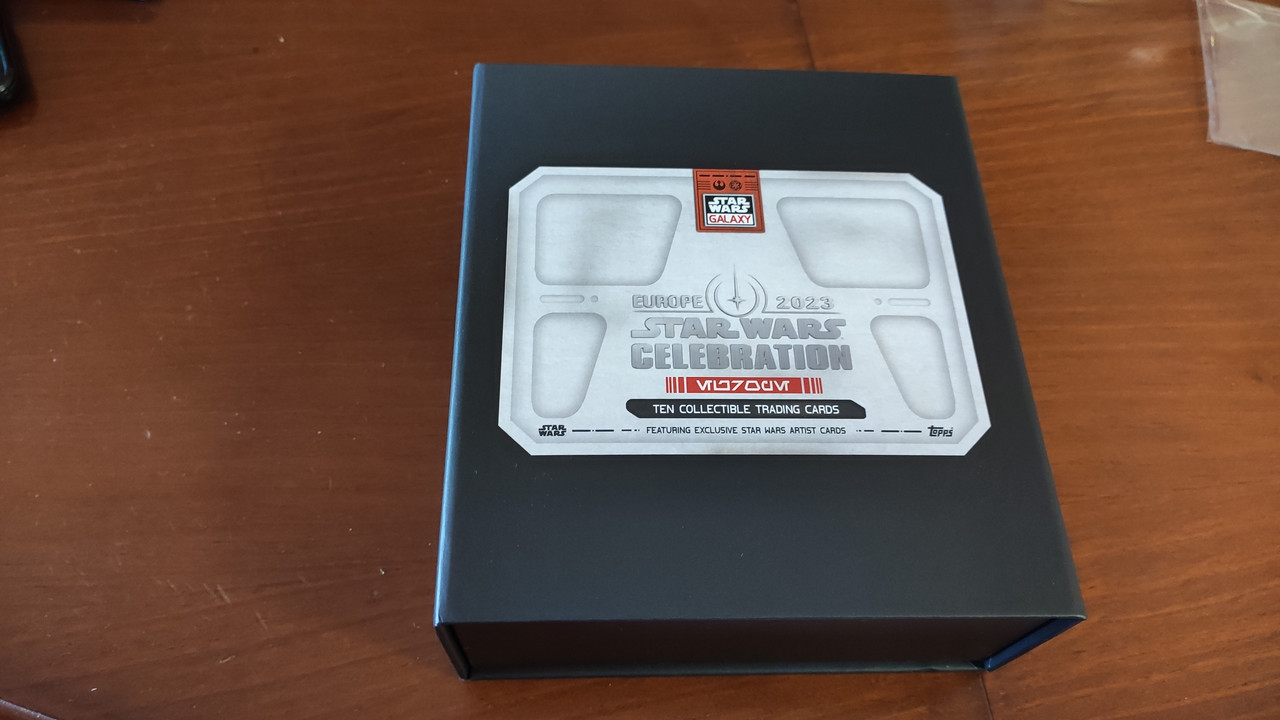 STAR WARS
GALAXY
EUROPE 2023
STAR WARS
CELEBRATION
TEN COLLECTIBLE TRADING CARDS
STAR WARS FEATURING EXCLUSIVE STAR WARS ARTIST CARDS topps